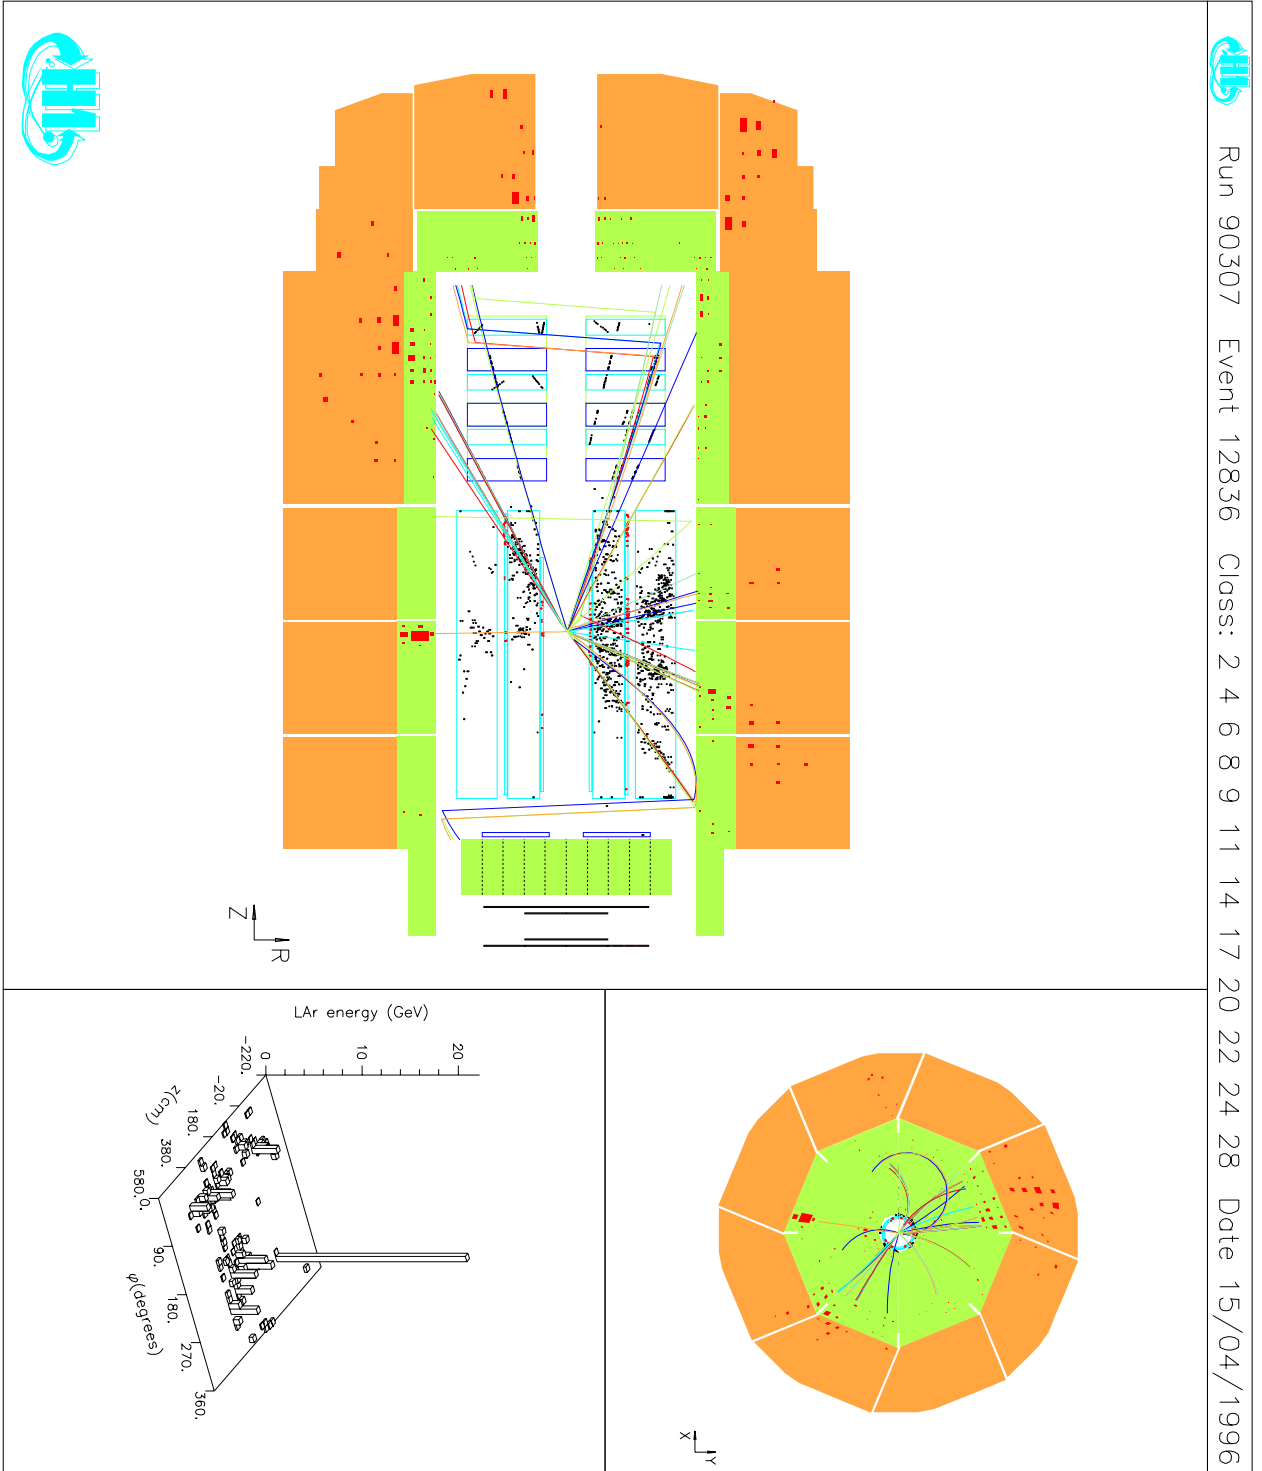 Run 90307 Event 12836 Class: 2 4 6 8 9 11 14 17 20 22 24 28 Date 15/04/1996
H1
H1
Z
R
LAr energy (GeV)
20
10
0
-220.
-20.
180.
380.
580.
z(cm)
0.
90.
180.
270.
360.
φ(degrees)
X
Y